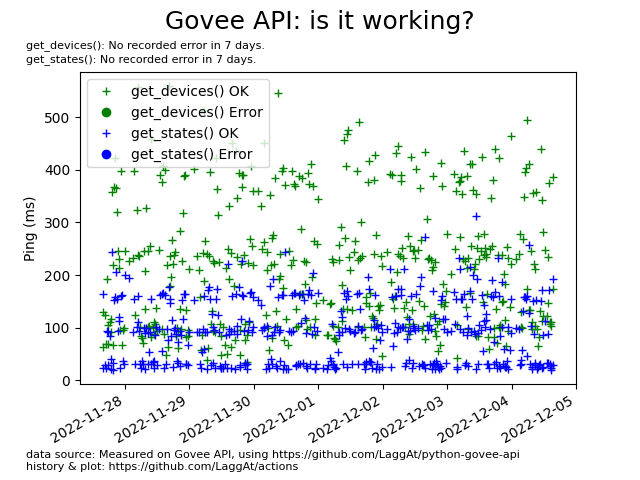 Govee API: is it working?
get_devices(): No recorded error in 7 days.
get_states(): No recorded error in 7 days.
get_devices() OK
get_devices() Error
get_states() OK
get_states() Error
500
400
300
200
100
0
Ping (ms)
2022-11-28
2022-11-29
2022-11-30
2022-12-01
2022-12-02
2022-12-03
2022-12-04
2022-12-05
data source: Measured on Govee API, using https://github.com/LaggAt/python-govee-api
history & plot: https://github.com/LaggAt/actions